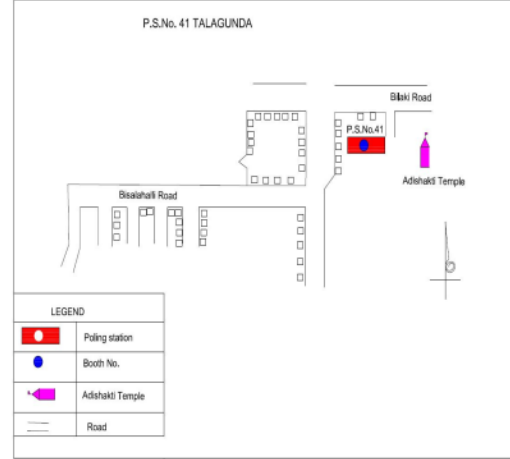 P.S.No. 41 TALAGUNDA
Bilaki Road
P.S.No.41
Adishakti Temple
Bisalahalli Road
LEGEND
Poling station
Booth No.
Adishakti Temple
Road